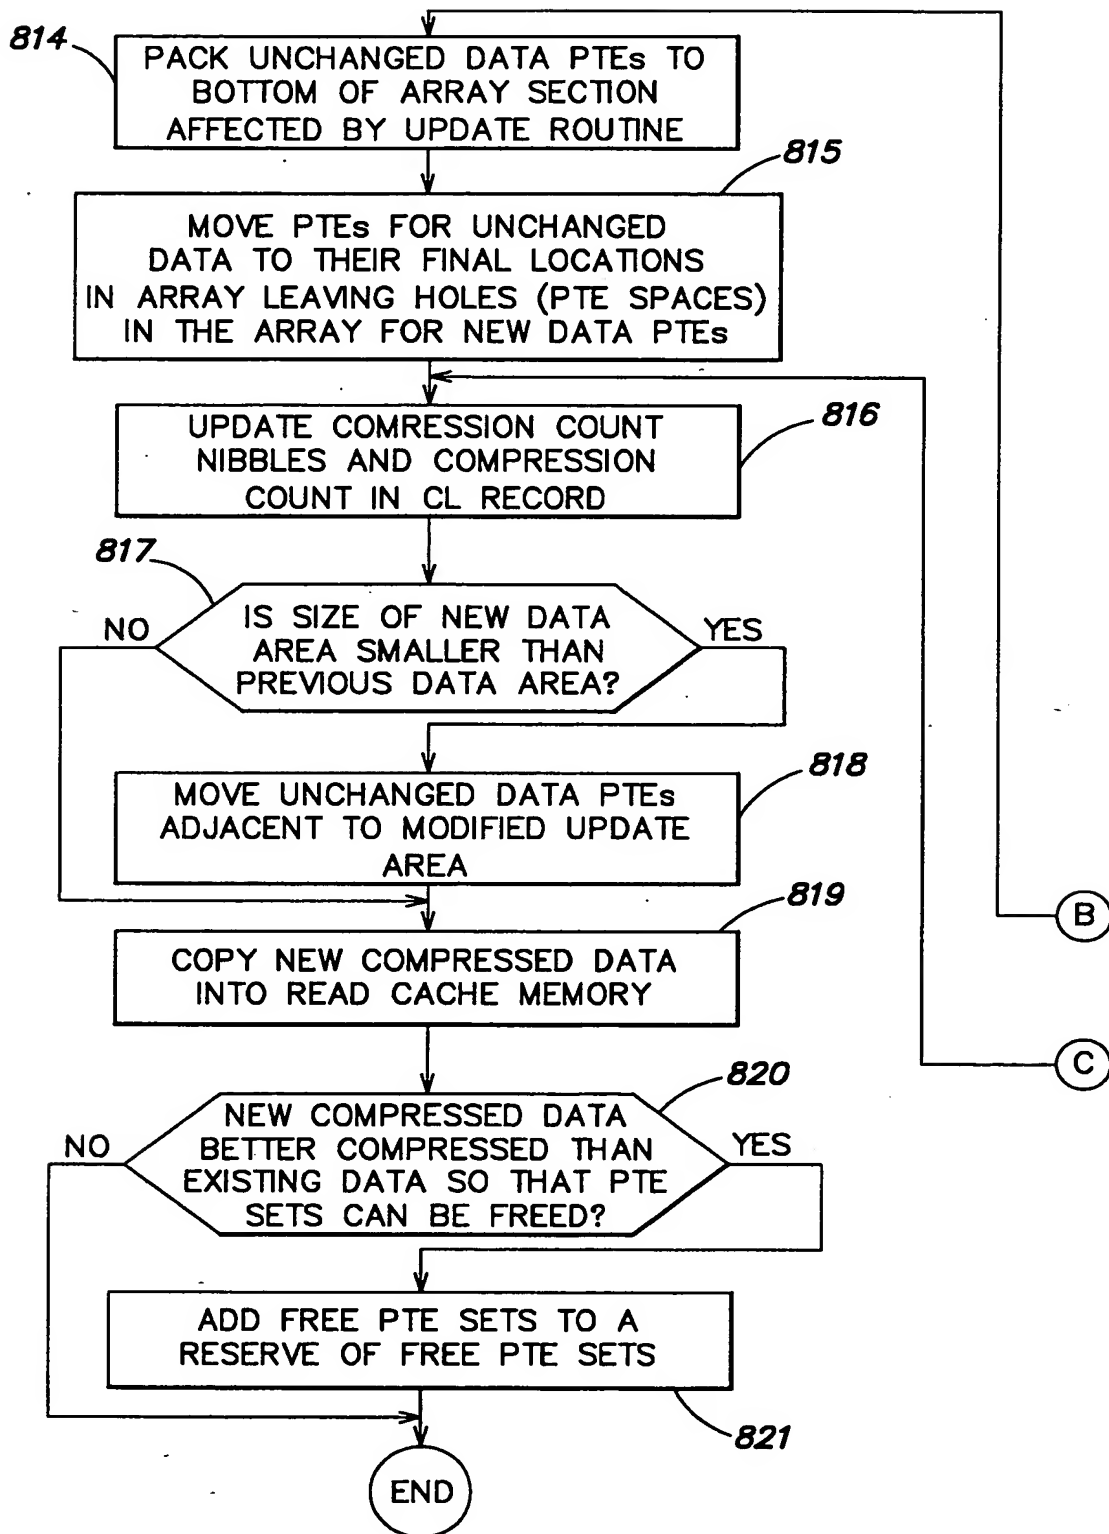 814
PACK UNCHANGED DATA PTEs TO
BOTTOM OF ARRAY SECTION
AFFECTED BY UPDATE ROUTINE
815
MOVE PTEs FOR UNCHANGED
DATA TO THEIR FINAL LOCATIONS
IN ARRAY LEAVING HOLES (PTE SPACES)
IN THE ARRAY FOR NEW DATA PTEs
816
UPDATE COMRESSION COUNT
NIBBLES AND COMPRESSION
COUNT IN CL RECORD
817
NO
IS SIZE OF NEW DATA
AREA SMALLER THAN
PREVIOUS DATA AREA?
YES
818
MOVE UNCHANGED DATA PTEs
ADJACENT TO MODIFIED UPDATE
AREA
819
B
COPY NEW COMPRESSED DATA
INTO READ CACHE MEMORY
C
820
NO
NEW COMPRESSED DATA
BETTER COMPRESSED THAN
EXISTING DATA SO THAT PTE
SETS CAN BE FREED?
YES
ADD FREE PTE SETS TO A
RESERVE OF FREE PTE SETS
821
END